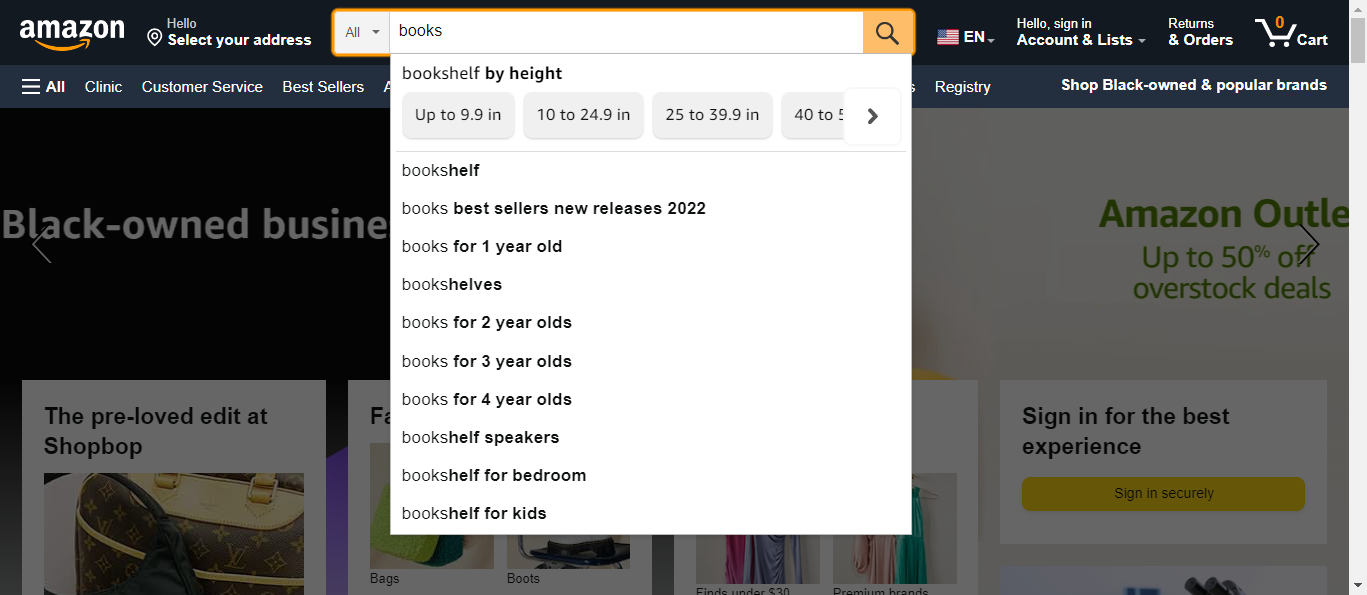 amazon
Hello
Select your address
All
books
EN
Hello, sign in
Account & Lists
Returns
& Orders
0
Cart
All
Clinic
Customer Service
Best Sellers
Registry
Shop Black-owned & popular brands
bookshelf by height
Up to 9.9 in
10 to 24.9 in
25 to 39.9 in
40 to
bookshelf
books best sellers new releases 2022
books for 1 year old
bookshelves
books for 2 year olds
books for 3 year olds
books for 4 year olds
bookshelf speakers
bookshelf for bedroom
bookshelf for kids
Black-owned busine
Amazon Outle
Up to 50% off
overstock deals
The pre-loved edit at
Shopbop
Fa
Bags
Boots
Finds under $30
Premium brands
Sign in for the best
experience
Sign in securely